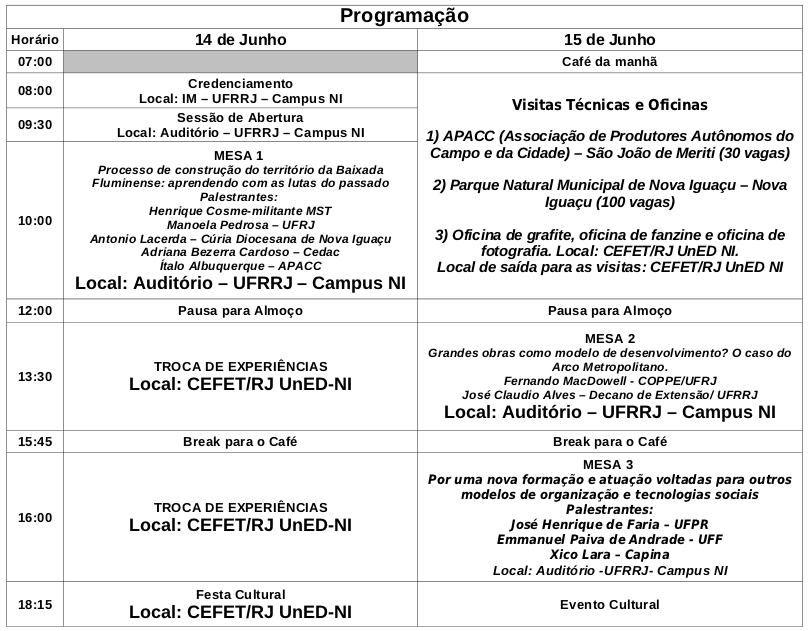 Programação
Horário
14 de Junho
15 de Junho
07:00
Café da manhã
08:00
Credenciamento
Local: IM – UFRRJ – Campus NI
Visitas Técnicas e Oficinas
1) APACC (Associação de Produtores Autônomos do
Campo e da Cidade) – São João de Meriti (30 vagas)
2) Parque Natural Municipal de Nova Iguaçu – Nova
Iguaçu (100 vagas)
3) Oficina de grafite, oficina de fanzine e oficina de
fotografia. Local: CEFET/RJ UnED NI.
Local de saída para as visitas: CEFET/RJ UnED NI
09:30
Sessão de Abertura
Local: Auditório – UFRRJ – Campus NI
10:00
MESA 1
Processo de construção do território da Baixada
Fluminense: aprendendo com as lutas do passado
Palestrantes:
Henrique Cosme-militante MST
Manoela Pedrosa – UFRJ
Antonio Lacerda – Cúria Diocesana de Nova Iguaçu
Adriana Bezerra Cardoso – Cedac
Ítalo Albuquerque – APACC
Local: Auditório – UFRRJ – Campus NI
12:00
Pausa para Almoço
Pausa para Almoço
13:30
TROCA DE EXPERIÊNCIAS
Local: CEFET/RJ UnED-NI
MESA 2
Grandes obras como modelo de desenvolvimento? O caso do
Arco Metropolitano.
Fernando MacDowell - COPPE/UFRJ
José Claudio Alves – Decano de Extensão/ UFRRJ
Local: Auditório – UFRRJ – Campus NI
15:45
Break para o Café
Break para o Café
16:00
TROCA DE EXPERIÊNCIAS
Local: CEFET/RJ UnED-NI
MESA 3
Por uma nova formação e atuação voltadas para outros
modelos de organização e tecnologias sociais
Palestrantes:
José Henrique de Faria – UFPR
Emmanuel Paiva de Andrade - UFF
Xico Lara – Capina
Local: Auditório -UFRRJ- Campus NI
18:15
Festa Cultural
Local: CEFET/RJ UnED-NI
Evento Cultural